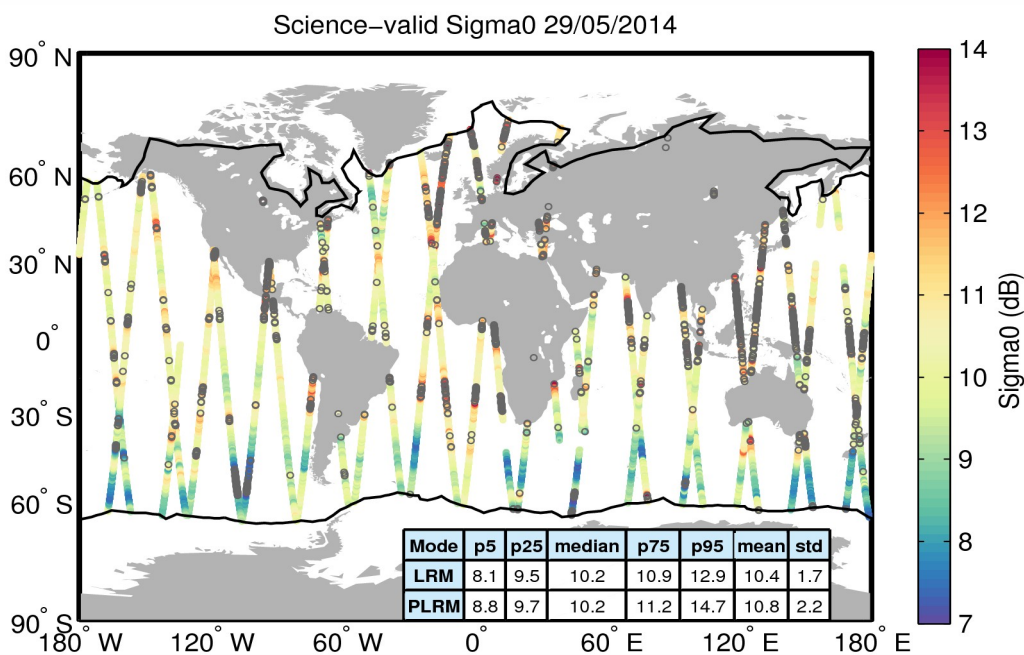 Science−valid Sigma0 29/05/2014
90° N
60° N
30° N
0°
30° S
60° S
90° S
180° W 120° W 60° W 0° 60° E 120° E 180° E
14
13
12
11
10
9
8
7
Sigma0 (dB)
Mode p5 p25 median p75 p95 mean std
LRM 8.1 9.5 10.2 10.9 12.9 10.4 1.7
PLRM 8.8 9.7 10.2 11.2 14.7 10.8 2.2